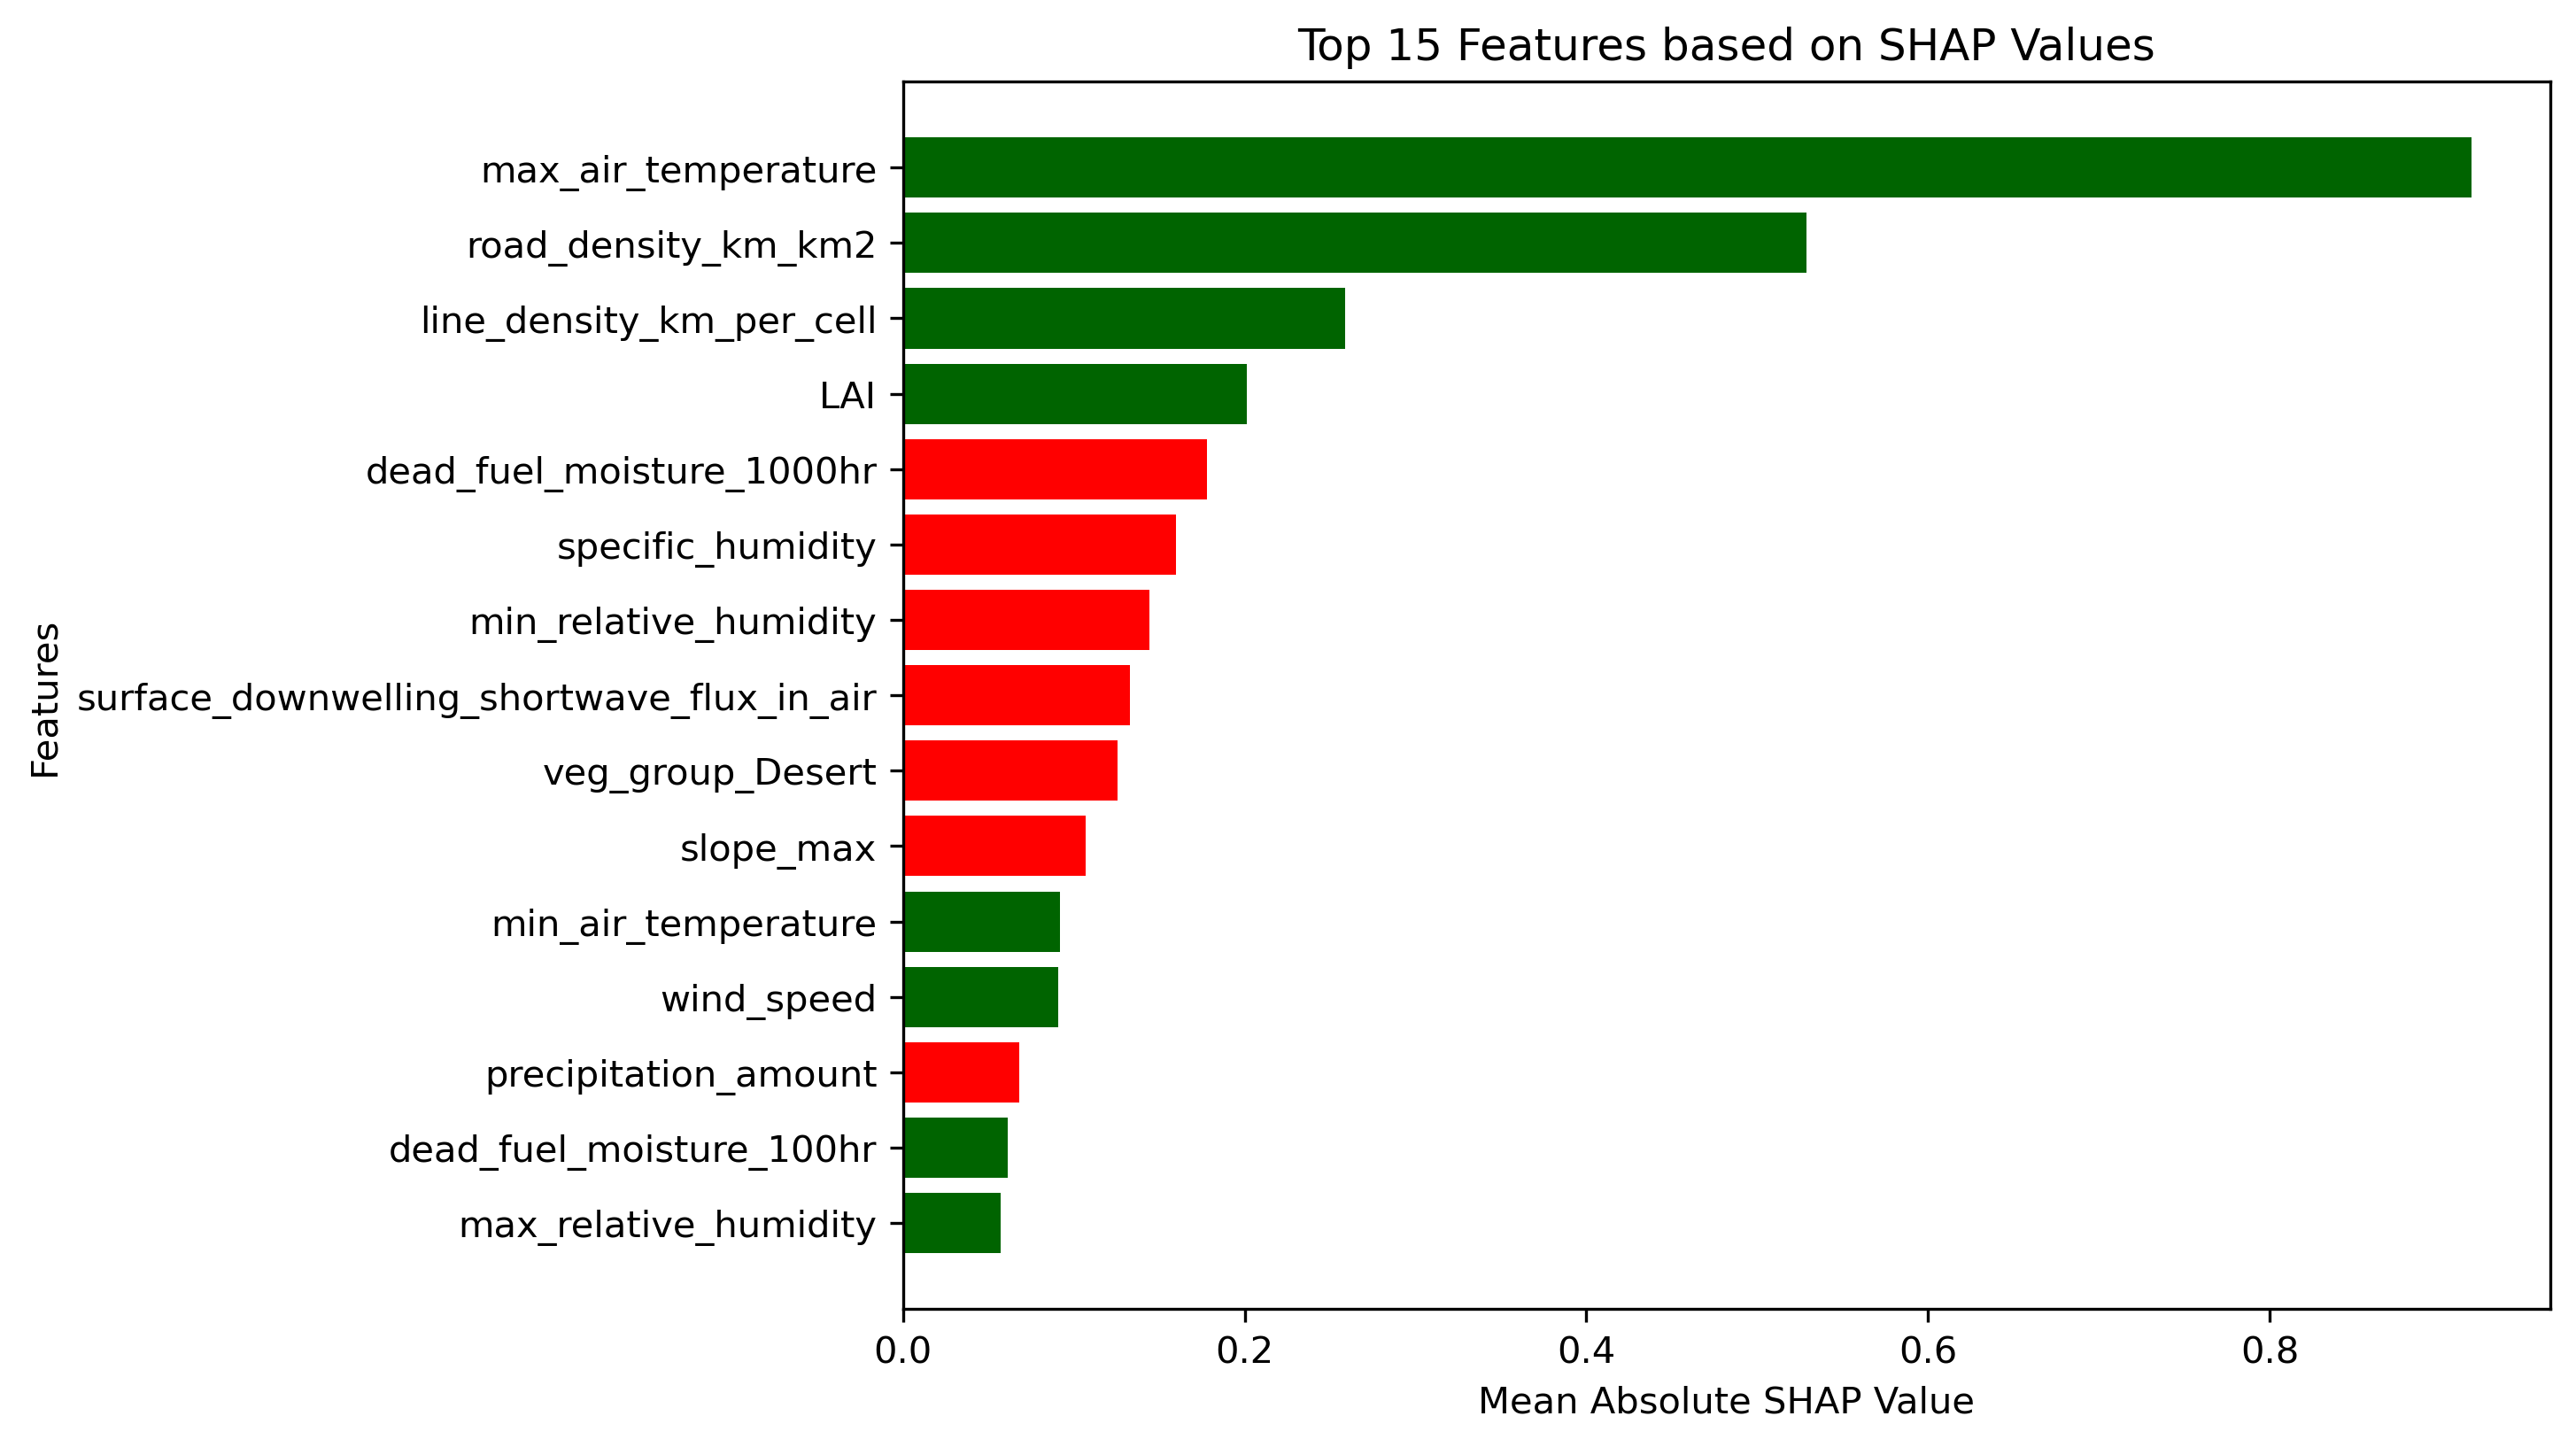 Top 15 Features based on SHAP Values
max_air_temperature
road_density_km_km2
line_density_km_per_cell
LAI
dead_fuel_moisture_1000hr
specific_humidity
min_relative_humidity
surface_downwelling_shortwave_flux_in_air
veg_group_Desert
slope_max
min_air_temperature
wind_speed
precipitation_amount
dead_fuel_moisture_100hr
max_relative_humidity
Features
0.0 0.2 0.4 0.6 0.8
Mean Absolute SHAP Value